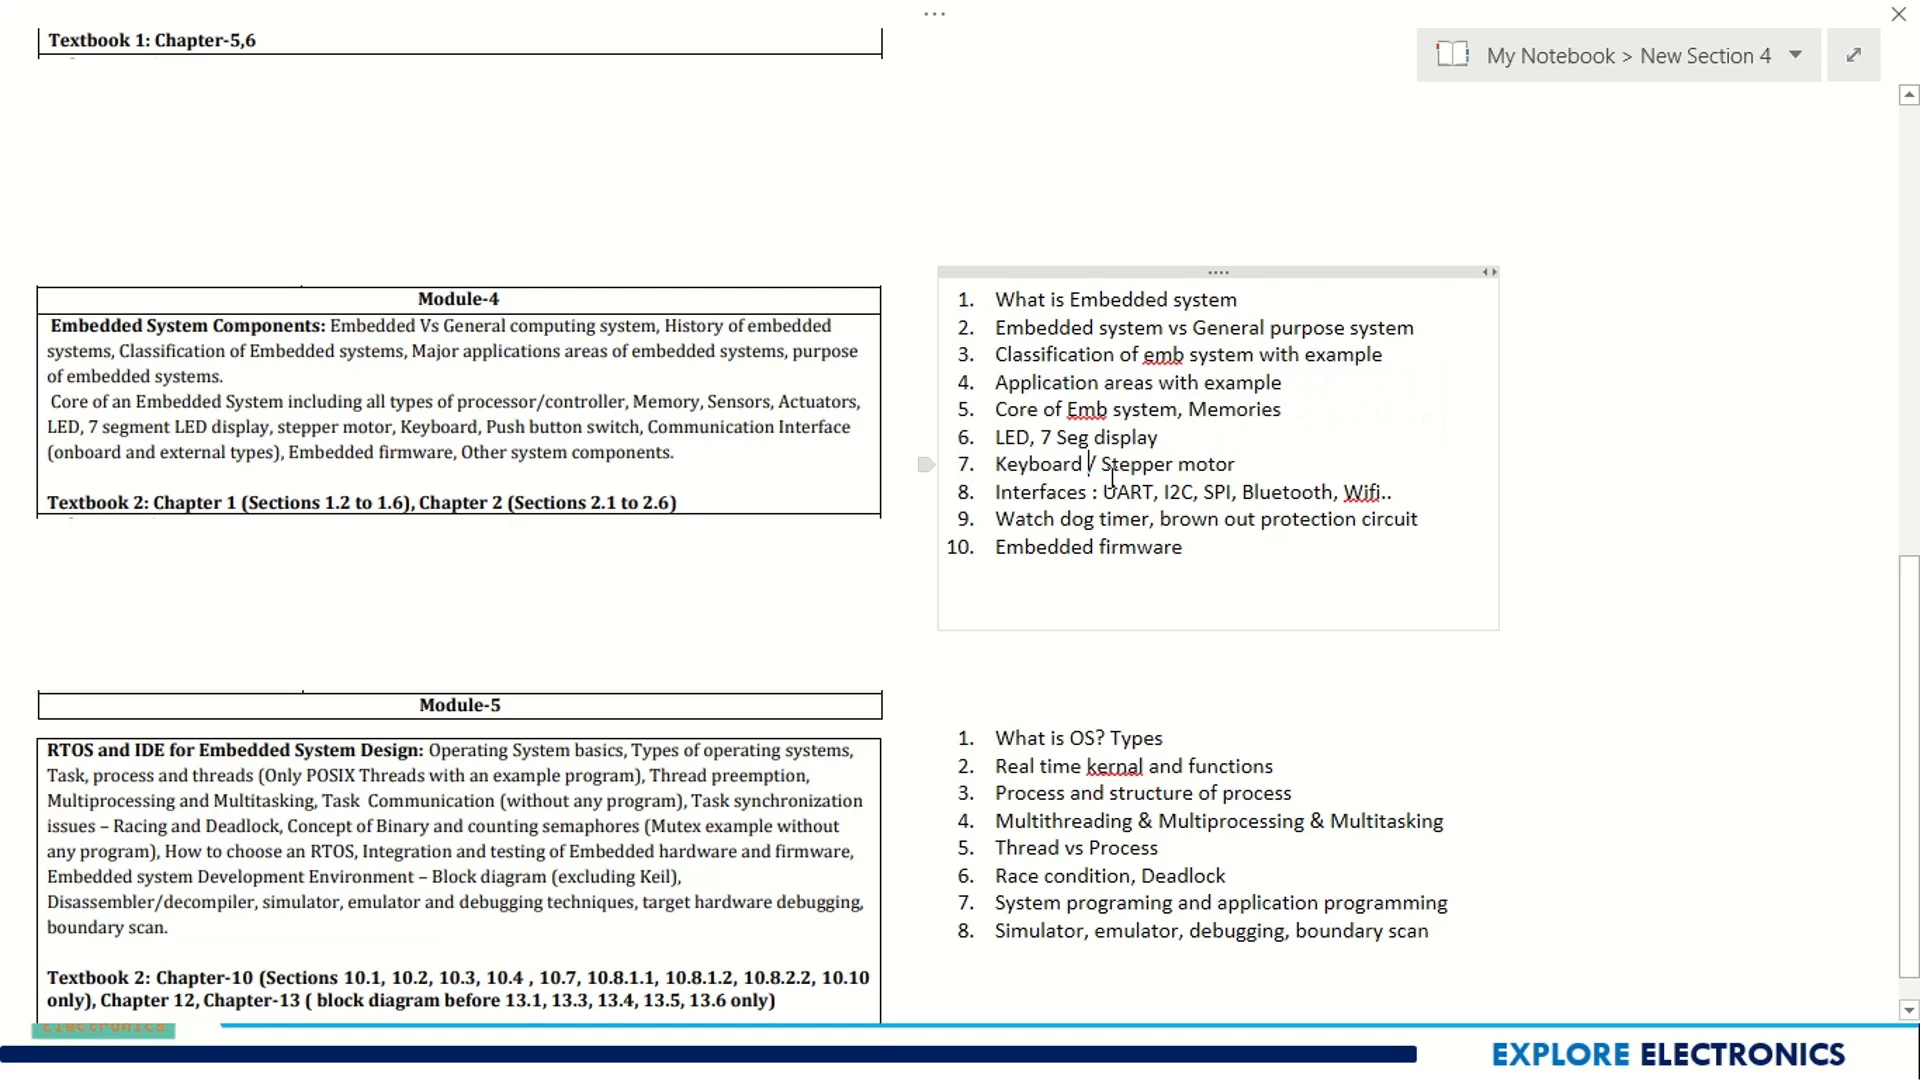 Textbook 1: Chapter-5,6
My Notebook > New Section 4
Module-4
Embedded System Components: Embedded Vs General computing system, History of embedded
systems, Classification of Embedded systems, Major applications areas of embedded systems, purpose
of embedded systems.
Core of an Embedded System including all types of processor/controller, Memory, Sensors, Actuators,
LED, 7 segment LED display, stepper motor, Keyboard, Push button switch, Communication Interface
(onboard and external types), Embedded firmware, Other system components.
Textbook 2: Chapter 1 (Sections 1.2 to 1.6), Chapter 2 (Sections 2.1 to 2.6)
1. What is Embedded system
2. Embedded system vs General purpose system
3. Classification of emb system with example
4. Application areas with example
5. Core of Emb system, Memories
6. LED, 7 Seg display
7. Keyboard / Stepper motor
8. Interfaces : UART, I2C, SPI, Bluetooth, Wifi..
9. Watch dog timer, brown out protection circuit
10. Embedded firmware
Module-5
RTOS and IDE for Embedded System Design: Operating System basics, Types of operating systems,
Task, process and threads (Only POSIX Threads with an example program), Thread preemption,
Multiprocessing and Multitasking, Task Communication (without any program), Task synchronization
issues – Racing and Deadlock, Concept of Binary and counting semaphores (Mutex example without
any program), How to choose an RTOS, Integration and testing of Embedded hardware and firmware,
Embedded system Development Environment – Block diagram (excluding Keil),
Disassembler/decompiler, simulator, emulator and debugging techniques, target hardware debugging,
boundary scan.
Textbook 2: Chapter-10 (Sections 10.1, 10.2, 10.3, 10.4 , 10.7, 10.8.1.1, 10.8.1.2, 10.8.2.2, 10.10
only), Chapter 12, Chapter-13 ( block diagram before 13.1, 13.3, 13.4, 13.5, 13.6 only)
1. What is OS? Types
2. Real time kernal and functions
3. Process and structure of process
4. Multithreading & Multiprocessing & Multitasking
5. Thread vs Process
6. Race condition, Deadlock
7. System programing and application programming
8. Simulator, emulator, debugging, boundary scan
Electronics
EXPLORE ELECTRONICS